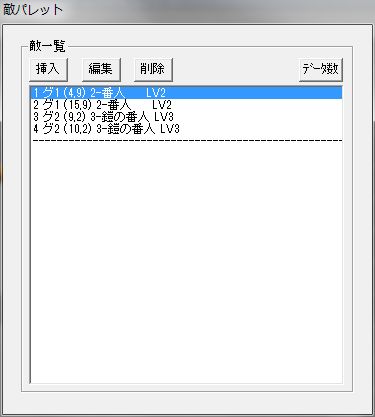 敵パレット
敵一覧
挿入 編集 削除 ﾃﾞｰﾀ数
1 グ1 (4,9) 2-番人 LV2
2 グ1 (15,9) 2-番人 LV2
3 グ2 (9,2) 3-鎧の番人 LV3
4 グ2 (10,2) 3-鎧の番人 LV3